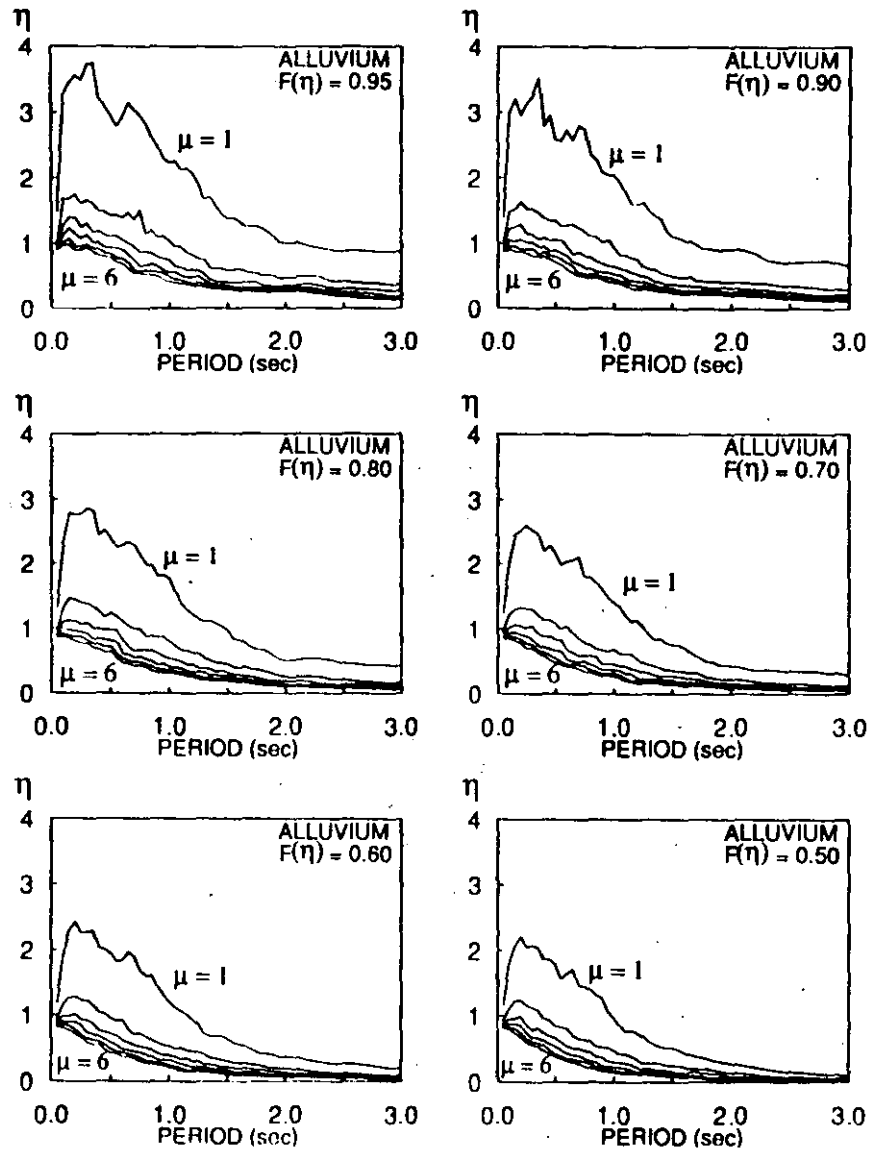 η
4
3
2
1
0
ALLUVIUM
F(η) = 0.95
μ = 1
μ = 6
0.0 1.0 2.0 3.0
PERIOD (sec)
η
4
3
2
1
0
ALLUVIUM
F(η) = 0.90
μ = 1
μ = 6
0.0 1.0 2.0 3.0
PERIOD (sec)
η
4
3
2
1
0
ALLUVIUM
F(η) = 0.80
μ = 1
μ = 6
0.0 1.0 2.0 3.0
PERIOD (sec)
η
4
3
2
1
0
ALLUVIUM
F(η) = 0.70
μ = 1
μ = 6
0.0 1.0 2.0 3.0
PERIOD (sec)
η
4
3
2
1
0
ALLUVIUM
F(η) = 0.60
μ = 1
μ = 6
0.0 1.0 2.0 3.0
PERIOD (sec)
η
4
3
2
1
0
ALLUVIUM
F(η) = 0.50
μ = 1
μ = 6
0.0 1.0 2.0 3.0
PERIOD (sec)